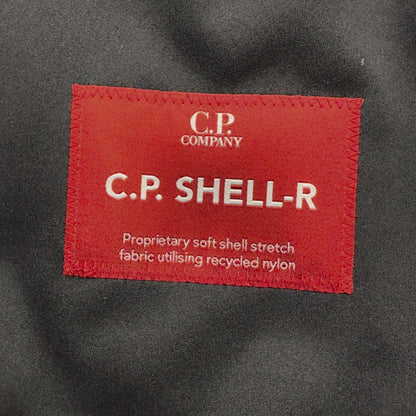 C.P.
COMPANY
C.P. SHELL-R
Proprietary soft shell stretch
fabric utilising recycled nylon